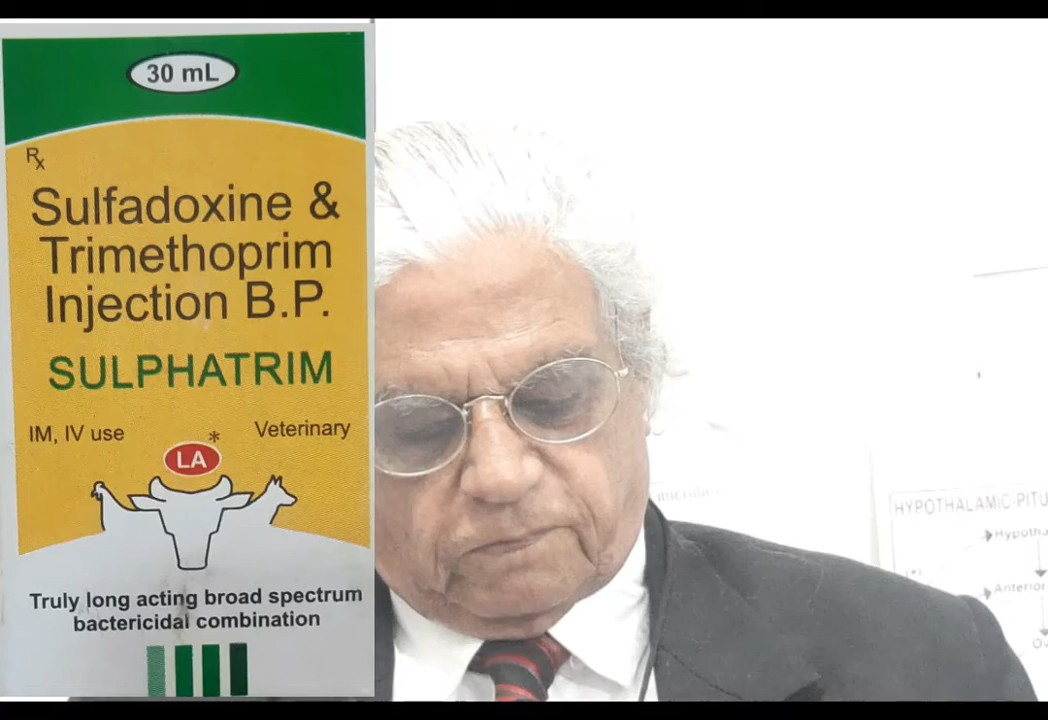 30 mL
Rx
Sulfadoxine &
Trimethoprim
Injection B.P.
SULPHATRIM
IM, IV use
Veterinary
*
LA
Truly long acting broad spectrum
bactericidal combination
HYPOTHALAMIC-PITU
Hypotha
Anterior